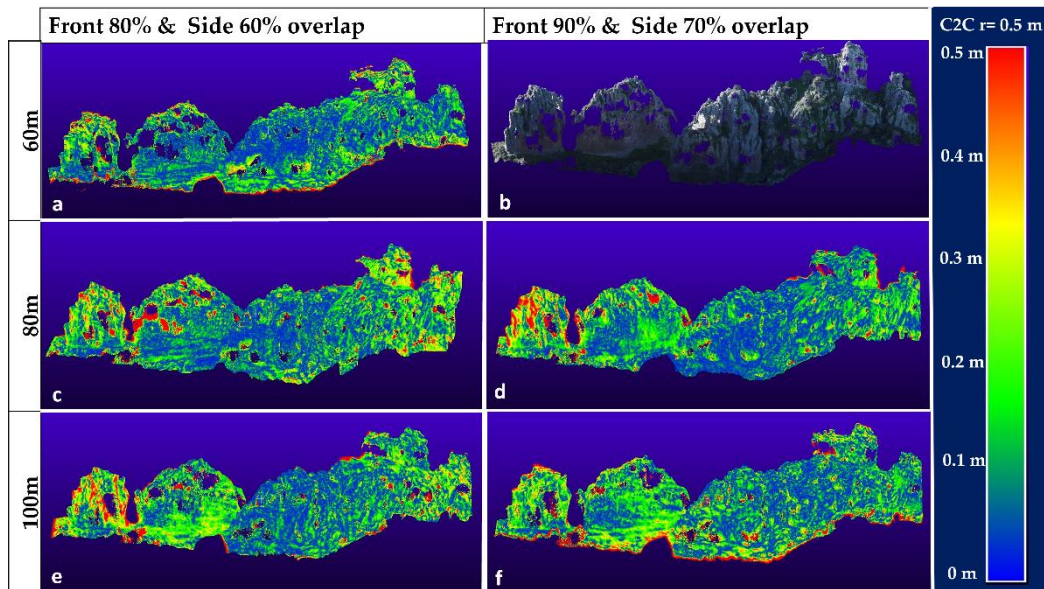 Front 80% & Side 60% overlap
Front 90% & Side 70% overlap
C2C r= 0.5 m
60m
a
b
80m
c
d
100m
e
f
0.5 m
0.4 m
0.3 m
0.2 m
0.1 m
0 m